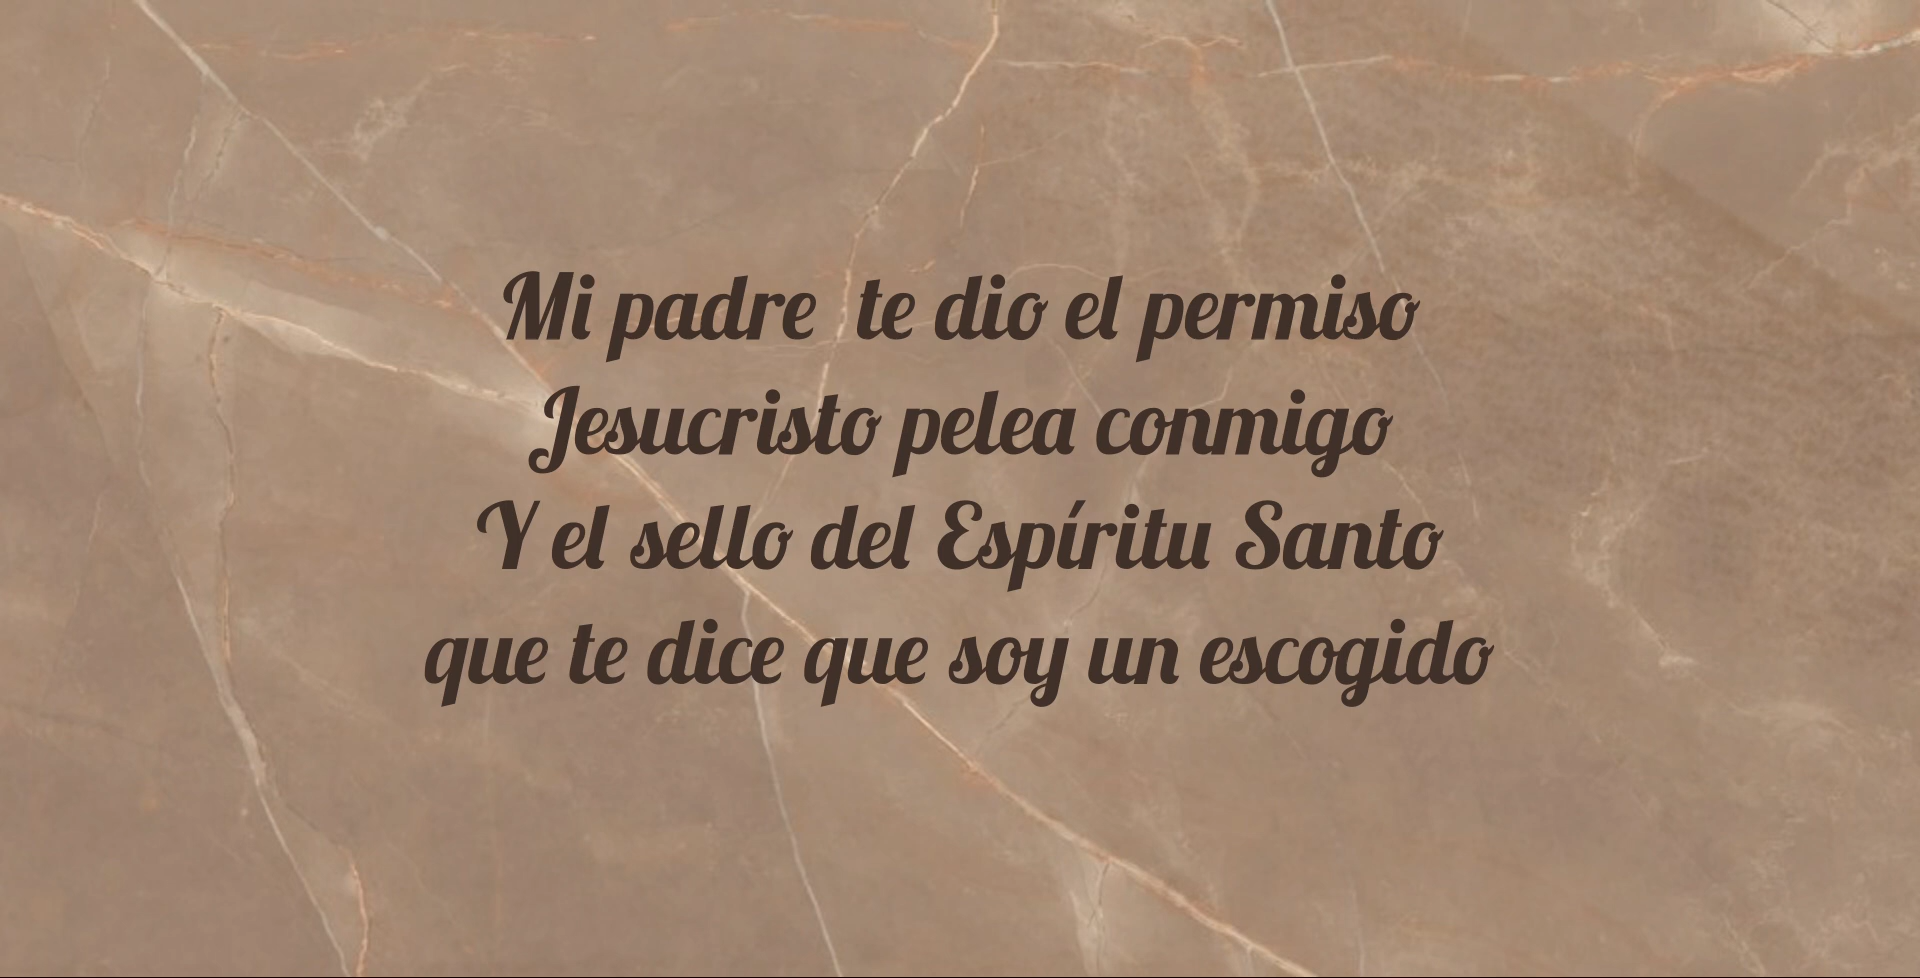 Mi padre  te dio el permiso
Jesucristo pelea conmigo
Y el sello del Espíritu Santo
que te dice que soy un escogido